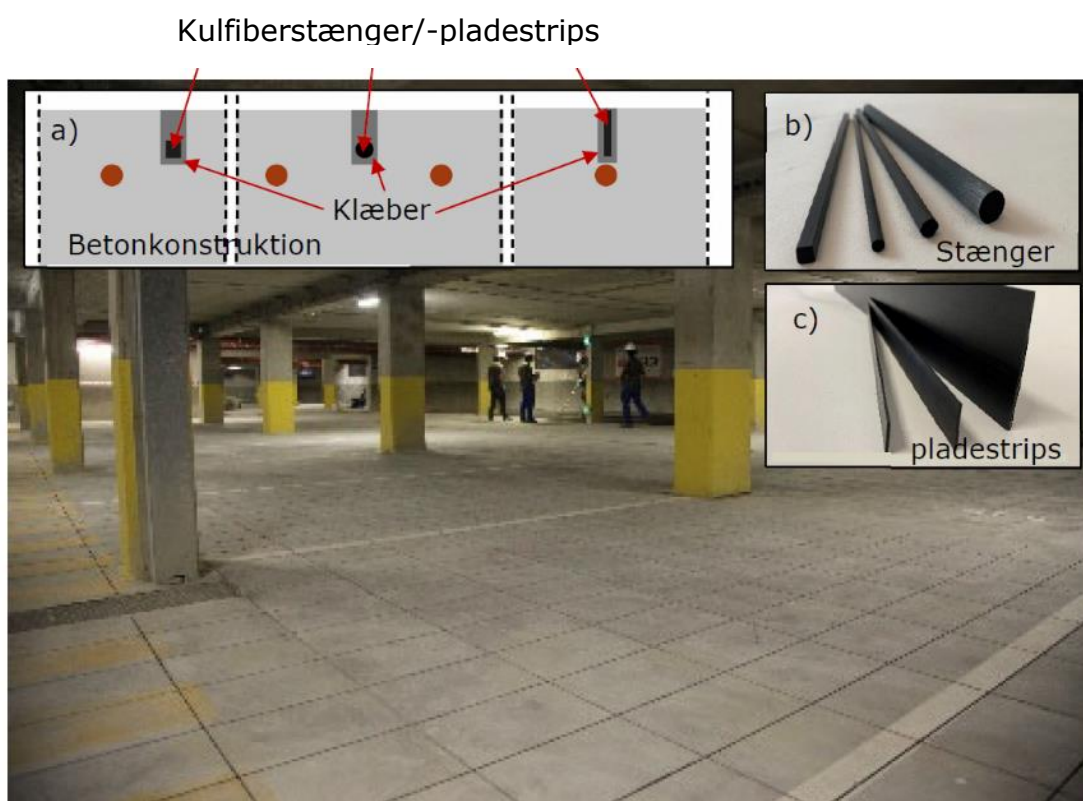 Kulfiberstænger/-pladestrips
a)
Klæber
Betonkonstruktion
b)
Stænger
c)
pladestrips